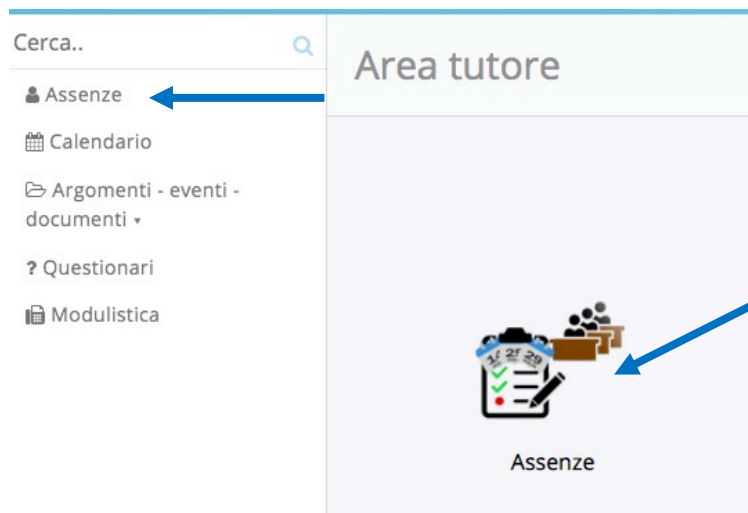 Cerca..
Assenze
Calendario
Argomenti - eventi -
documenti
? Questionari
Modulistica
Area tutore
Assenze